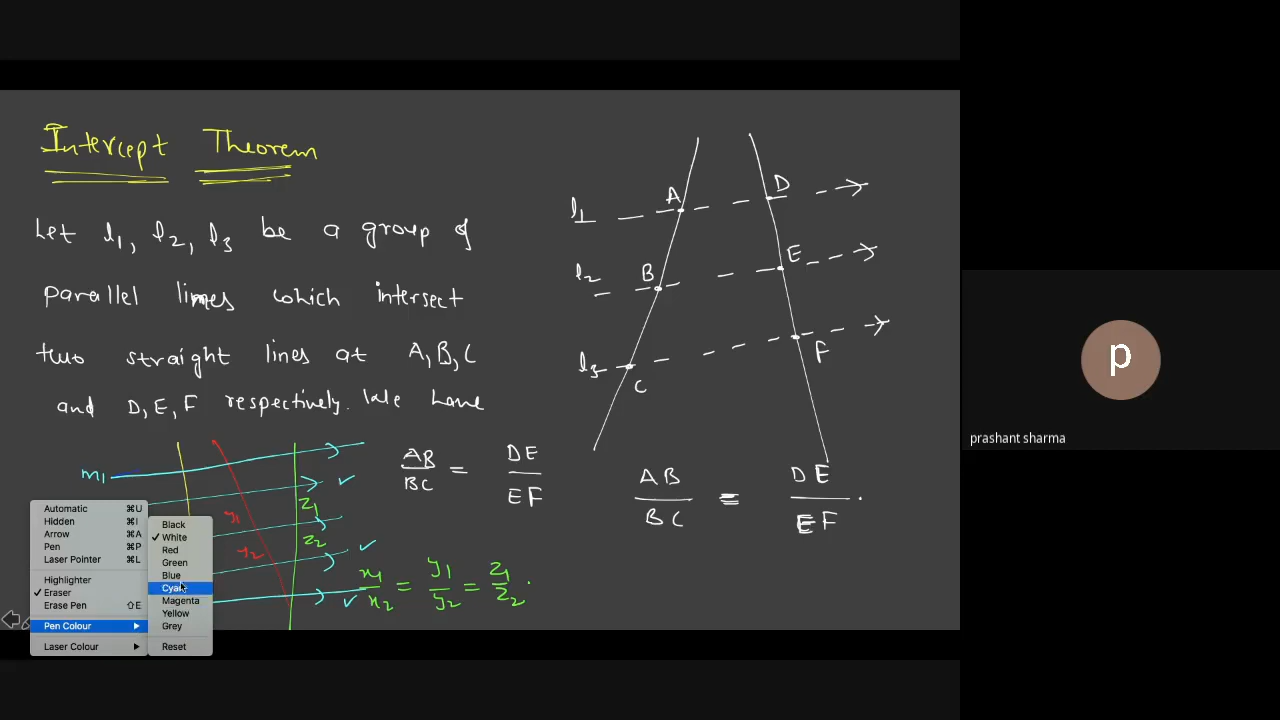 Intercept Theorem
Let l1, l2, l3 be a group of
parallel lines which intersect
two straight lines at A, B, C
and D, E, F respectively. We have
AB/BC = DE/EF
m1
y1
y2
z1
z2
x1/x2 = y1/y2 = z1/z2.
l1 A D
l2 B E
l3 C F
AB/BC = DE/EF.
Automatic ⌘U
Hidden ⌘I
Arrow ⌘A
Pen ⌘P
Laser Pointer ⌘L
Highlighter
✓ Eraser
Erase Pen ⇧E
Pen Colour
Laser Colour
Black
✓ White
Red
Green
Blue
Cyan
Magenta
Yellow
Grey
Reset
p
prashant sharma